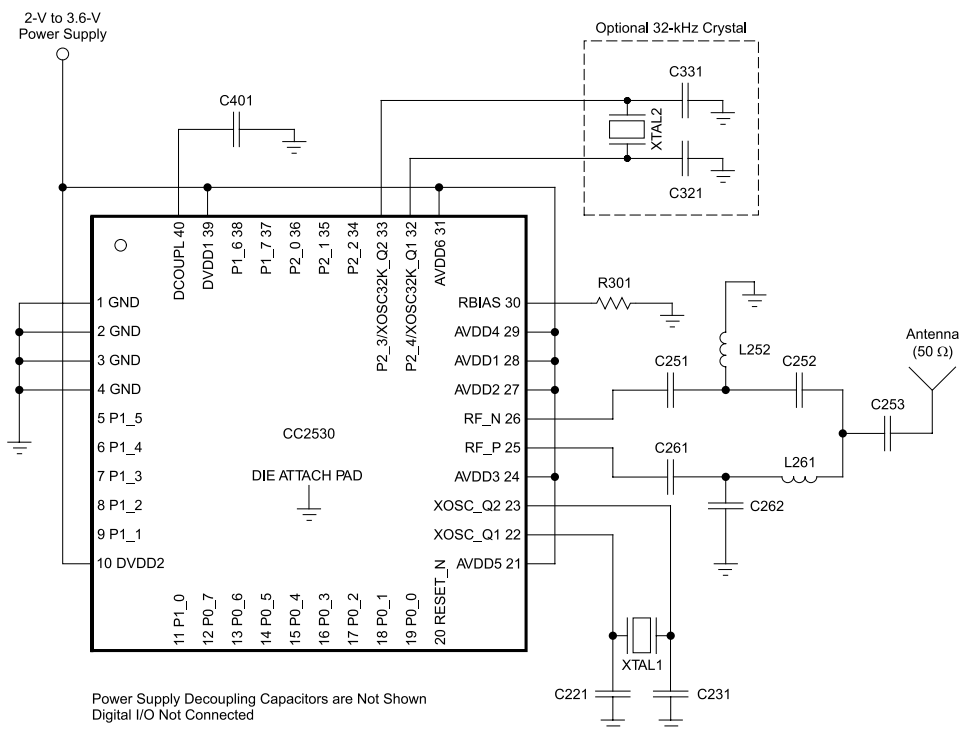 2-V to 3.6-V
Power Supply
Optional 32-kHz Crystal
C401
C331
XTAL2
C321
DCOUPL 40
DVDD1 39
P1_6 38
P1_7 37
P2_0 36
P2_1 35
P2_2 34
P2_3/XOSC32K_Q2 33
P2_4/XOSC32K_Q1 32
AVDD6 31
1 GND
2 GND
3 GND
4 GND
5 P1_5
6 P1_4
7 P1_3
8 P1_2
9 P1_1
10 DVDD2
CC2530
DIE ATTACH PAD
RBIAS 30
AVDD4 29
AVDD1 28
AVDD2 27
RF_N 26
RF_P 25
AVDD3 24
XOSC_Q2 23
XOSC_Q1 22
AVDD5 21
11 P1_0
12 P0_7
13 P0_6
14 P0_5
15 P0_4
16 P0_3
17 P0_2
18 P0_1
19 P0_0
20 RESET_N
R301
L252
C251
C252
Antenna
(50 Ω)
C253
C261
L261
C262
XTAL1
C221
C231
Power Supply Decoupling Capacitors are Not Shown
Digital I/O Not Connected